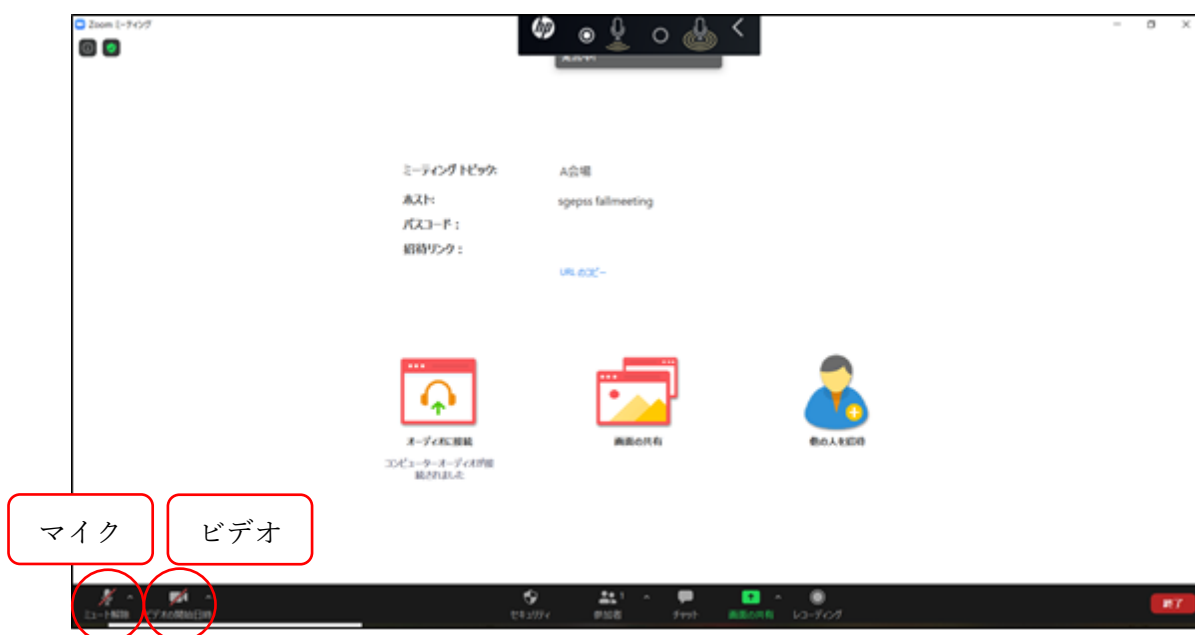 Zoom ミーティング
hp
ミーティング トピック:
A会場
ホスト:
sgepss fallmeeting
パスコード：
招待リンク：
URL のコピー
オーディオに接続
画面の共有
他の人を招待
コンピューターオーディオが接
続されました
マイク
ビデオ
ミュート解除
ビデオの開始日時
セキュリティ
1
参加者
チャット
画面の共有
レコーディング
終了